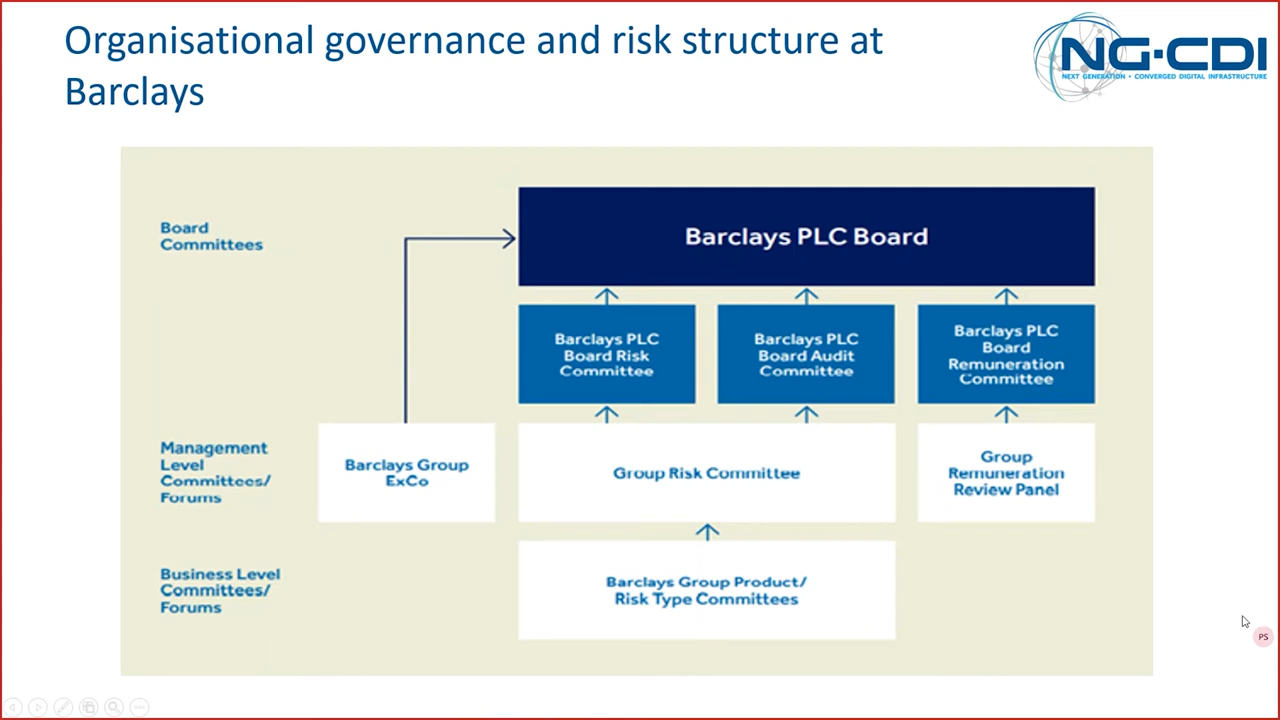 Organisational governance and risk structure at
Barclays
NG-CDI
NEXT GENERATION • CONVERGED DIGITAL INFRASTRUCTURE
Board
Committees
Barclays PLC Board
Barclays PLC
Board Risk
Committee
Barclays PLC
Board Audit
Committee
Barclays PLC
Board
Remuneration
Committee
Management
Level
Committees/
Forums
Barclays Group
ExCo
Group Risk Committee
Group
Remuneration
Review Panel
Business Level
Committees/
Forums
Barclays Group Product/
Risk Type Committees
PS